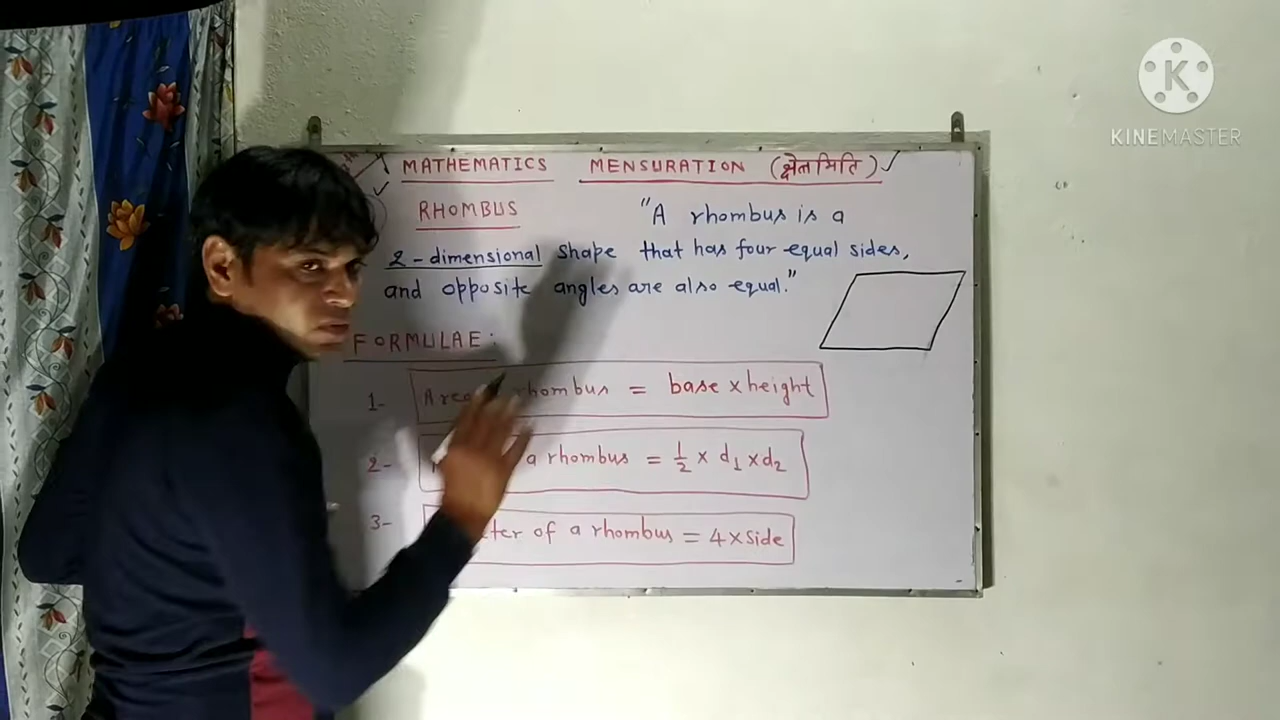 MATHEMATICS MENSURATION (क्षेत्रमिति)
RHOMBUS "A rhombus is a
2-dimensional shape that has four equal sides,
and opposite angles are also equal."
FORMULAE:
1- rhombus = base × height
2- a rhombus = 1/2 × d1 × d2
3- of a rhombus = 4 × side
KINEMASTER